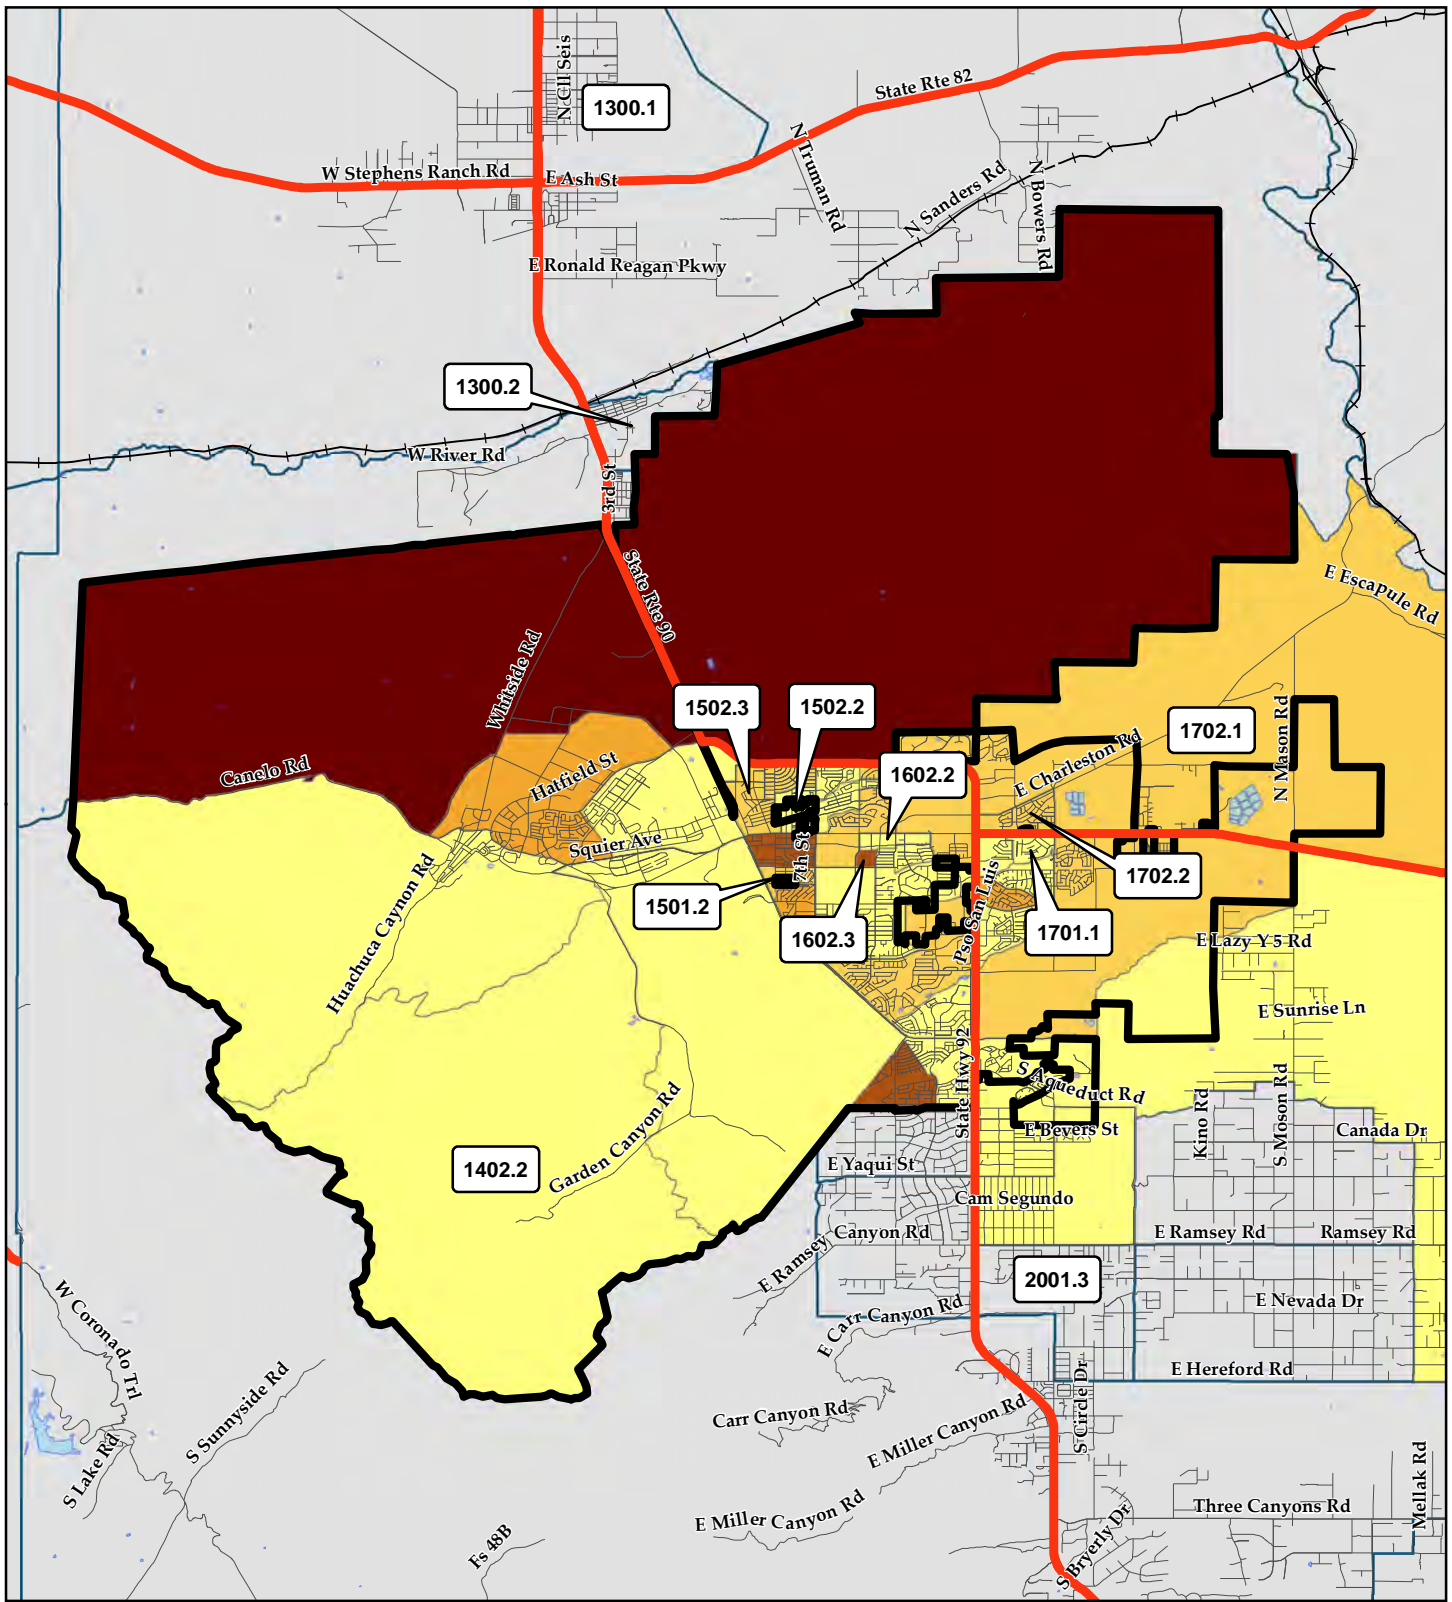 N Cll Seis
1300.1
State Rte 82
N Truman Rd
W Stephens Ranch Rd
E Ash St
N Sanders Rd
N Bowers Rd
E Ronald Reagan Pkwy
1300.2
W River Rd
3rd St
State Rte 90
E Escapule Rd
Whitside Rd
1502.3
1502.2
1702.1
N Mason Rd
Canelo Rd
Hatfield St
1602.2
E Charleston Rd
Squier Ave
7th St
Huachuca Caynon Rd
1501.2
1702.2
1602.3
Pso San Luis
1701.1
E Lazy Y 5 Rd
E Sunrise Ln
State Hwy 92
S Aqueduct Rd
Kino Rd
S Moson Rd
E Bevers St
Canada Dr
1402.2
Garden Canyon Rd
E Yaqui St
Cam Segundo
E Ramsey Canyon Rd
E Ramsey Rd
Ramsey Rd
2001.3
E Nevada Dr
W Coronado Trl
E Carr Canyon Rd
E Hereford Rd
S Sunnyside Rd
Carr Canyon Rd
E Miller Canyon Rd
S Circle Dr
S Lake Rd
Mellak Rd
E Miller Canyon Rd
Three Canyons Rd
Fs 48B
S Bryerly Dr